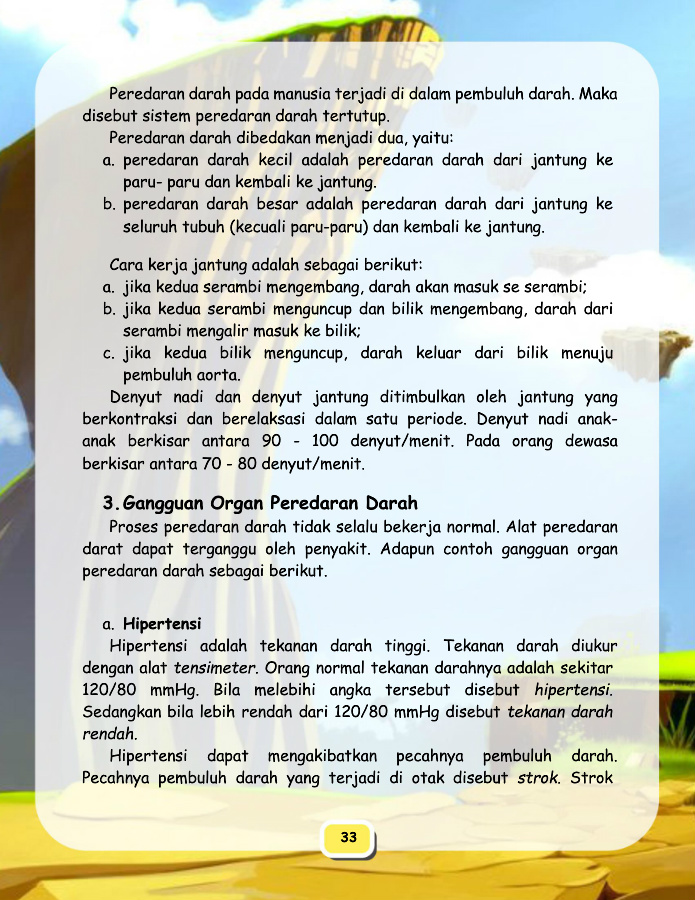 Peredaran darah pada manusia terjadi di dalam pembuluh darah. Maka
disebut sistem peredaran darah tertutup.
Peredaran darah dibedakan menjadi dua, yaitu:
a. peredaran darah kecil adalah peredaran darah dari jantung ke
paru- paru dan kembali ke jantung.
b. peredaran darah besar adalah peredaran darah dari jantung ke
seluruh tubuh (kecuali paru-paru) dan kembali ke jantung.
Cara kerja jantung adalah sebagai berikut:
a. jika kedua serambi mengembang, darah akan masuk se serambi;
b. jika kedua serambi menguncup dan bilik mengembang, darah dari
serambi mengalir masuk ke bilik;
c. jika kedua bilik menguncup, darah keluar dari bilik menuju
pembuluh aorta.
Denyut nadi dan denyut jantung ditimbulkan oleh jantung yang
berkontraksi dan berelaksasi dalam satu periode. Denyut nadi anak-
anak berkisar antara 90 - 100 denyut/menit. Pada orang dewasa
berkisar antara 70 - 80 denyut/menit.
3. Gangguan Organ Peredaran Darah
Proses peredaran darah tidak selalu bekerja normal. Alat peredaran
darat dapat terganggu oleh penyakit. Adapun contoh gangguan organ
peredaran darah sebagai berikut.
a. Hipertensi
Hipertensi adalah tekanan darah tinggi. Tekanan darah diukur
dengan alat tensimeter. Orang normal tekanan darahnya adalah sekitar
120/80 mmHg. Bila melebihi angka tersebut disebut hipertensi.
Sedangkan bila lebih rendah dari 120/80 mmHg disebut tekanan darah
rendah.
Hipertensi dapat mengakibatkan pecahnya pembuluh darah.
Pecahnya pembuluh darah yang terjadi di otak disebut strok. Strok
33